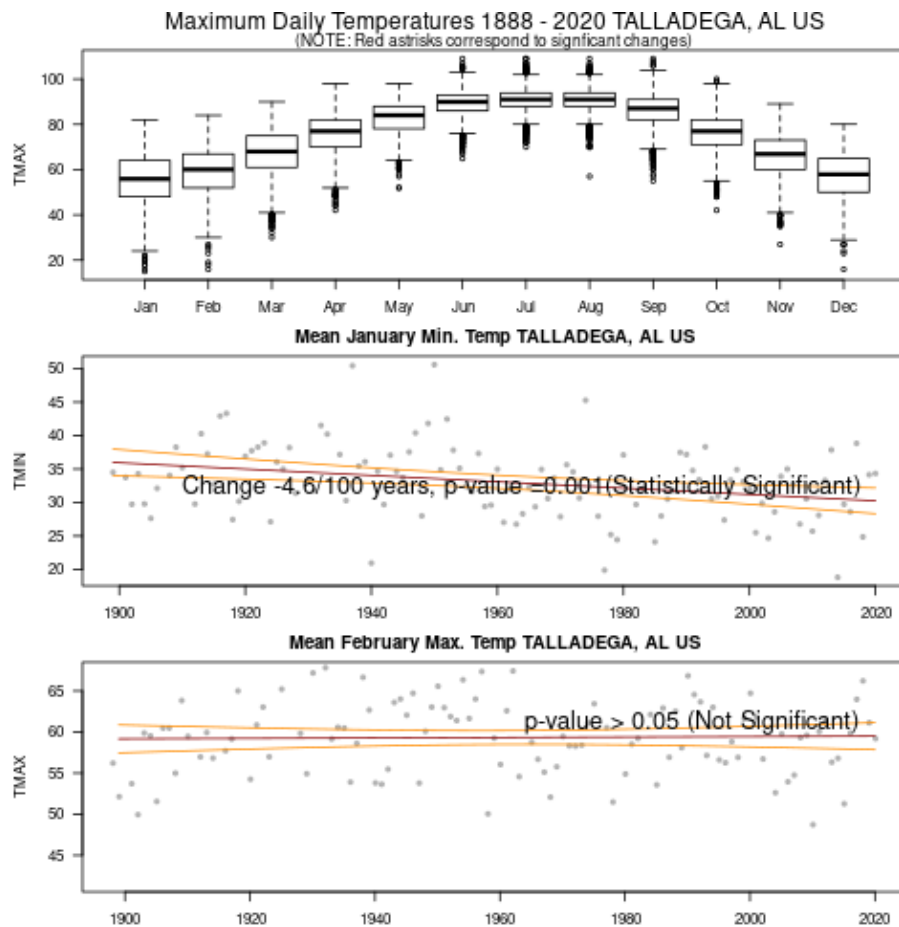 Maximum Daily Temperatures 1888 - 2020 TALLADEGA, AL US
(NOTE: Red astrisks correspond to signficant changes)
TMAX
100
80
60
40
20
Jan Feb Mar Apr May Jun Jul Aug Sep Oct Nov Dec
Mean January Min. Temp TALLADEGA, AL US
TMIN
50
45
40
35
30
25
20
Change -4.6/100 years, p-value =0.001(Statistically Significant)
1900 1920 1940 1960 1980 2000 2020
Mean February Max. Temp TALLADEGA, AL US
TMAX
65
60
55
50
45
p-value > 0.05 (Not Significant)
1900 1920 1940 1960 1980 2000 2020